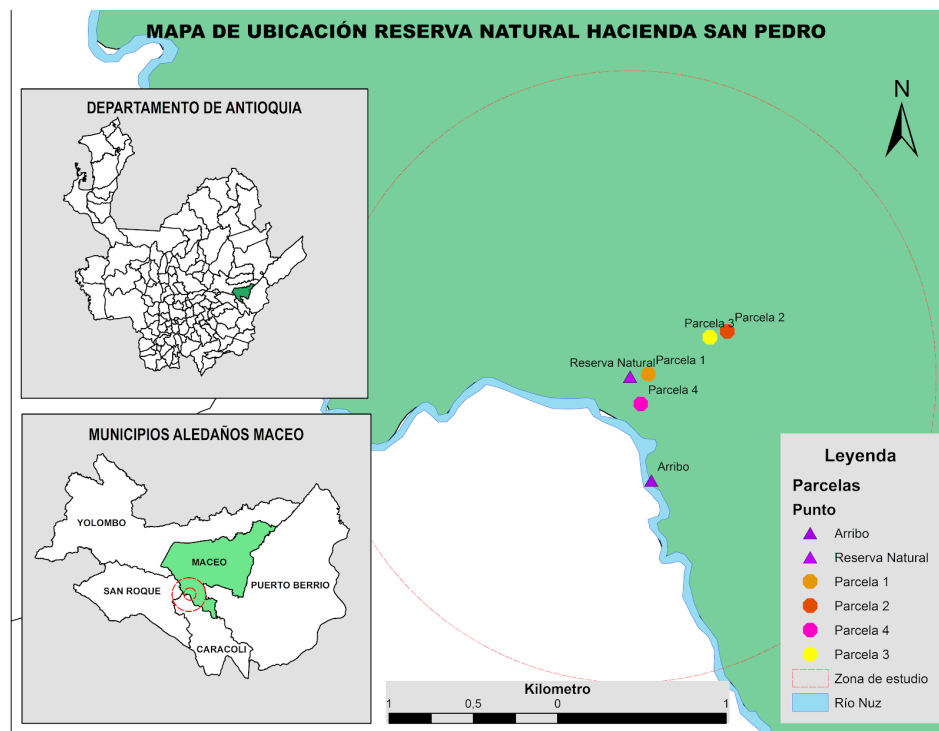 MAPA DE UBICACIÓN RESERVA NATURAL HACIENDA SAN PEDRO
DEPARTAMENTO DE ANTIOQUIA
N
Parcela 3
Parcela 2
Reserva Natural
Parcela 1
Parcela 4
Arribo
MUNICIPIOS ALEDAÑOS MACEO
YOLOMBO
MACEO
SAN ROQUE
PUERTO BERRIO
CARACOLI
Leyenda
Parcelas
Punto
Arribo
Reserva Natural
Parcela 1
Parcela 2
Parcela 4
Parcela 3
Zona de estudio
Río Nuz
Kilometro
1 0,5 0 1